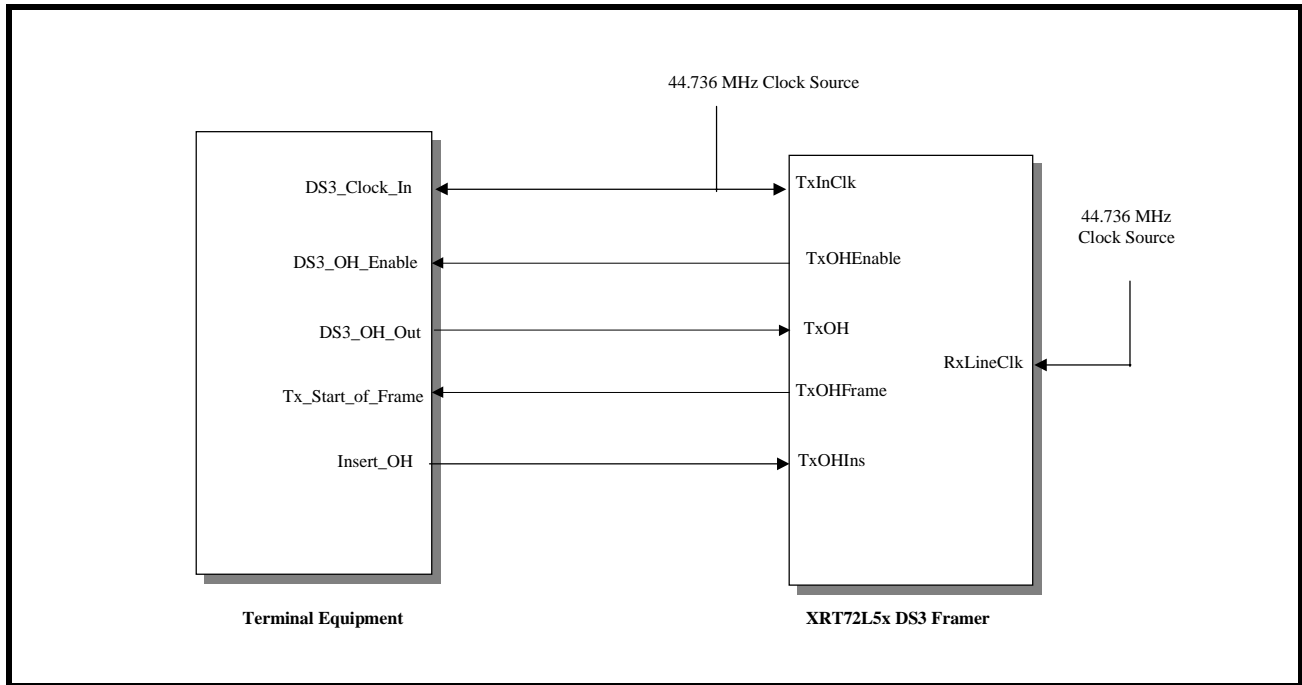 44.736 MHz Clock Source
DS3_Clock_In
TxInClk
44.736 MHz
Clock Source
DS3_OH_Enable
TxOHEnable
DS3_OH_Out
TxOH
RxLineClk
Tx_Start_of_Frame
TxOHFrame
Insert_OH
TxOHIns
Terminal Equipment
XRT72L5x DS3 Framer